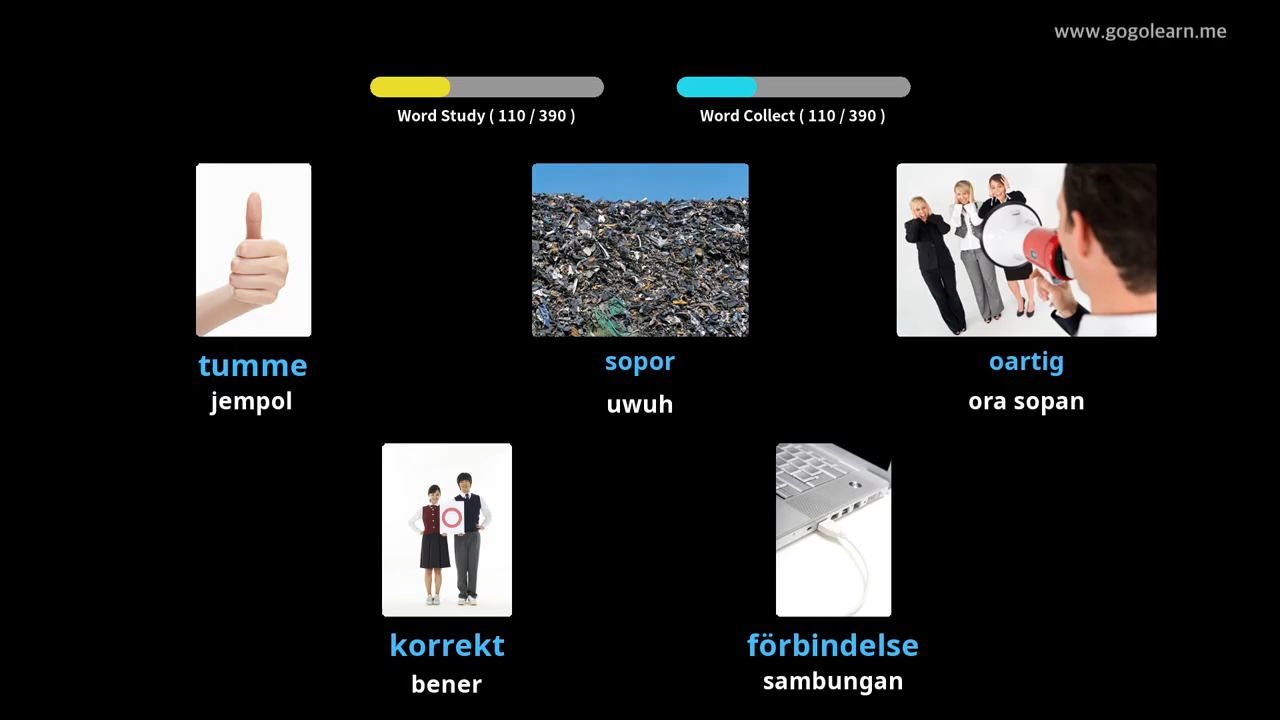 www.gogolearn.me
Word Study ( 110 / 390 )
Word Collect ( 110 / 390 )
tumme
jempol
sopor
uwuh
oartig
ora sopan
korrekt
bener
förbindelse
sambungan